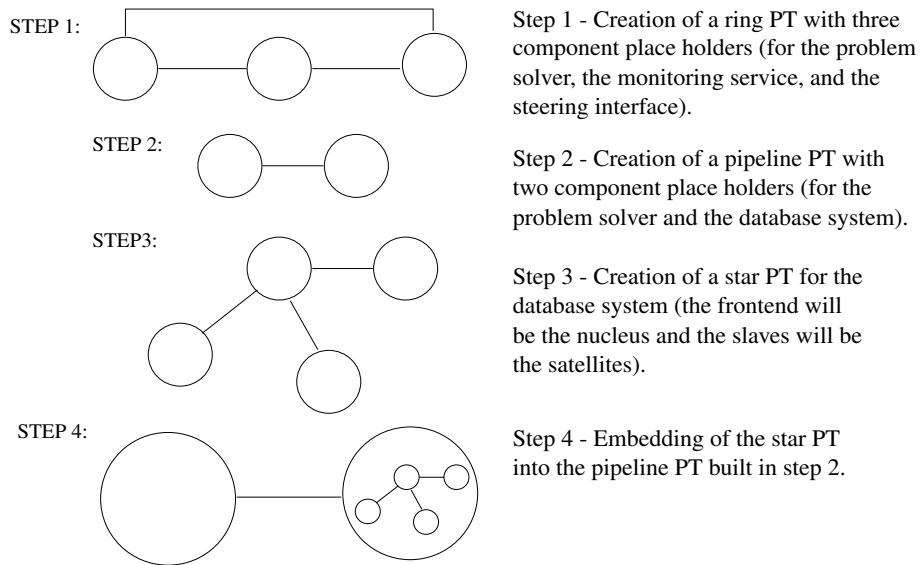 STEP 1:
Step 1 - Creation of a ring PT with three
component place holders (for the problem
solver, the monitoring service, and the
steering interface).
STEP 2:
Step 2 - Creation of a pipeline PT with
two component place holders (for the
problem solver and the database system).
STEP3:
Step 3 - Creation of a star PT for the
database system (the frontend will
be the nucleus and the slaves will be
the satellites).
STEP 4:
Step 4 - Embedding of the star PT
into the pipeline PT built in step 2.